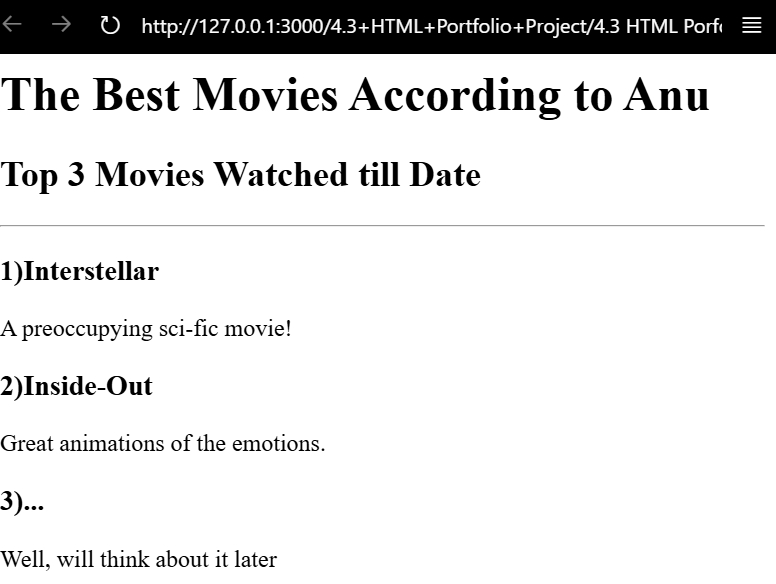 http://127.0.0.1:3000/4.3+HTML+Portfolio+Project/4.3 HTML Portf
The Best Movies According to Anu
Top 3 Movies Watched till Date
1)Interstellar
A preoccupying sci-fic movie!
2)Inside-Out
Great animations of the emotions.
3)...
Well, will think about it later